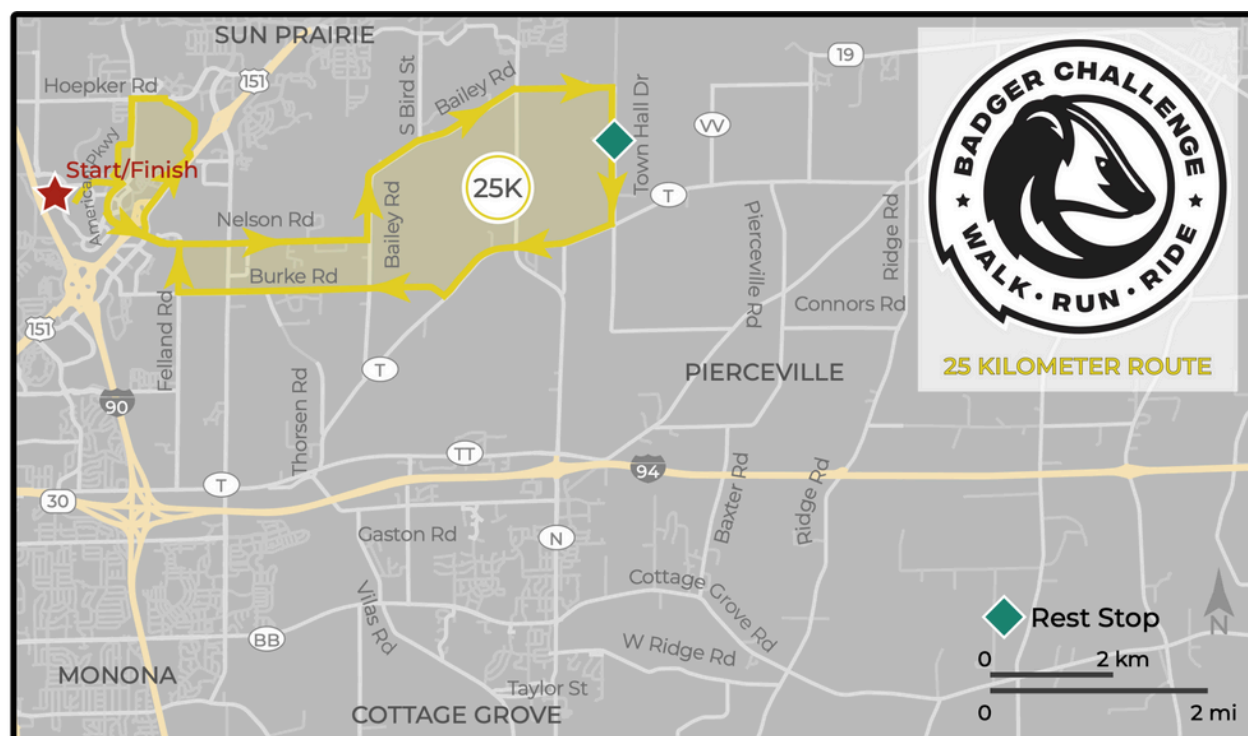 SUN PRAIRIE
19
Hoepker Rd
151
S Bird St
Bailey Rd
Town Hall Dr
VV
American Pkwy
Start/Finish
25K
T
Nelson Rd
Bailey Rd
Pierceville Rd
Ridge Rd
Burke Rd
Connors Rd
151
Felland Rd
T
PIERCEVILLE
90
Thorsen Rd
TT
94
Baxter Rd
Ridge Rd
30
T
Gaston Rd
N
Vilas Rd
Cottage Grove Rd
BB
W Ridge Rd
MONONA
Taylor St
COTTAGE GROVE
BADGER CHALLENGE
WALK • RUN • RIDE
25 KILOMETER ROUTE
N
Rest Stop
0 2 km
0 2 mi